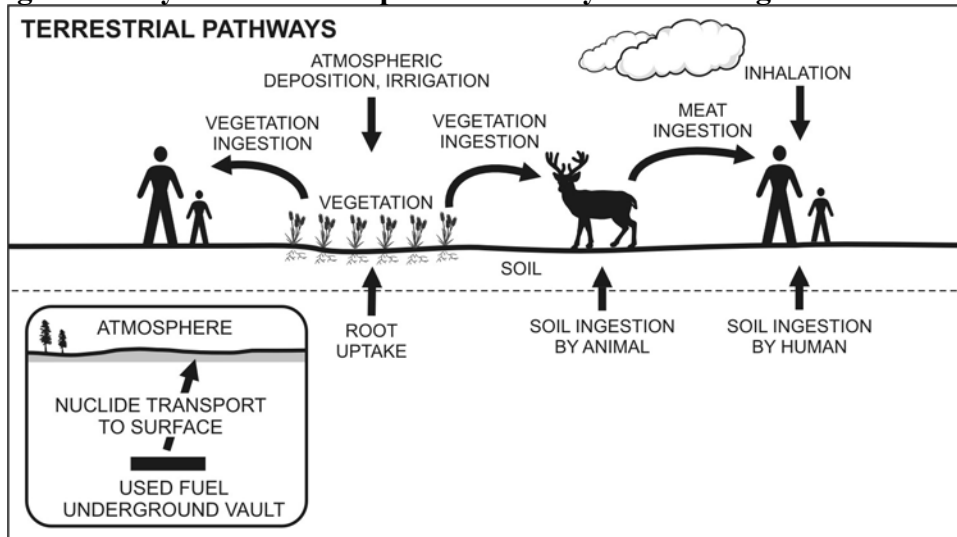 TERRESTRIAL PATHWAYS
ATMOSPHERIC
DEPOSITION, IRRIGATION
INHALATION
VEGETATION
INGESTION
VEGETATION
INGESTION
MEAT
INGESTION
VEGETATION
SOIL
ROOT
UPTAKE
SOIL INGESTION
BY ANIMAL
SOIL INGESTION
BY HUMAN
ATMOSPHERE
NUCLIDE TRANSPORT
TO SURFACE
USED FUEL
UNDERGROUND VAULT